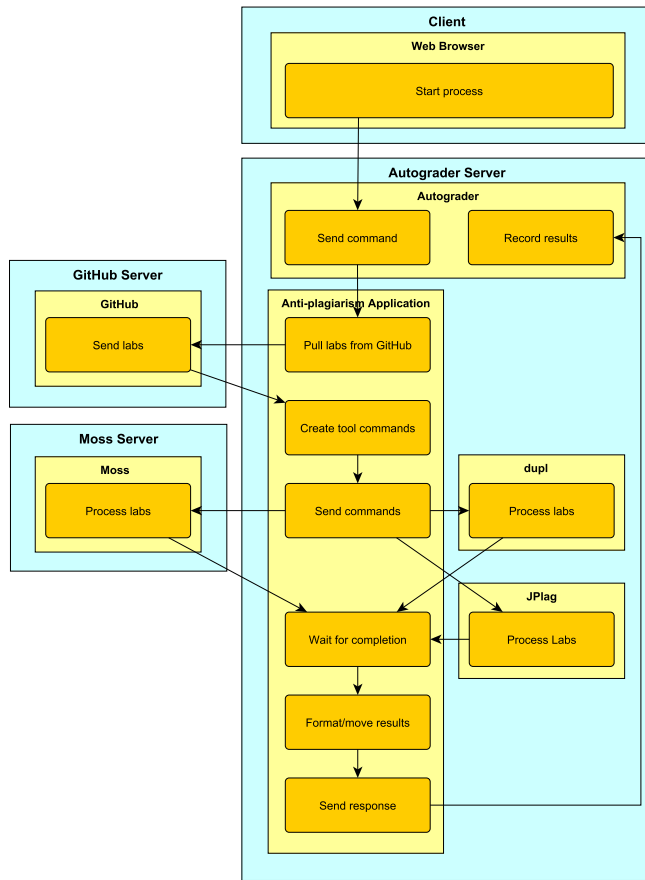 Client
Web Browser
Start process
Autograder Server
Autograder
Send command
Record results
GitHub Server
GitHub
Send labs
Anti-plagiarism Application
Pull labs from GitHub
Create tool commands
Moss Server
Moss
Process labs
Send commands
dupl
Process labs
JPlag
Process Labs
Wait for completion
Format/move results
Send response